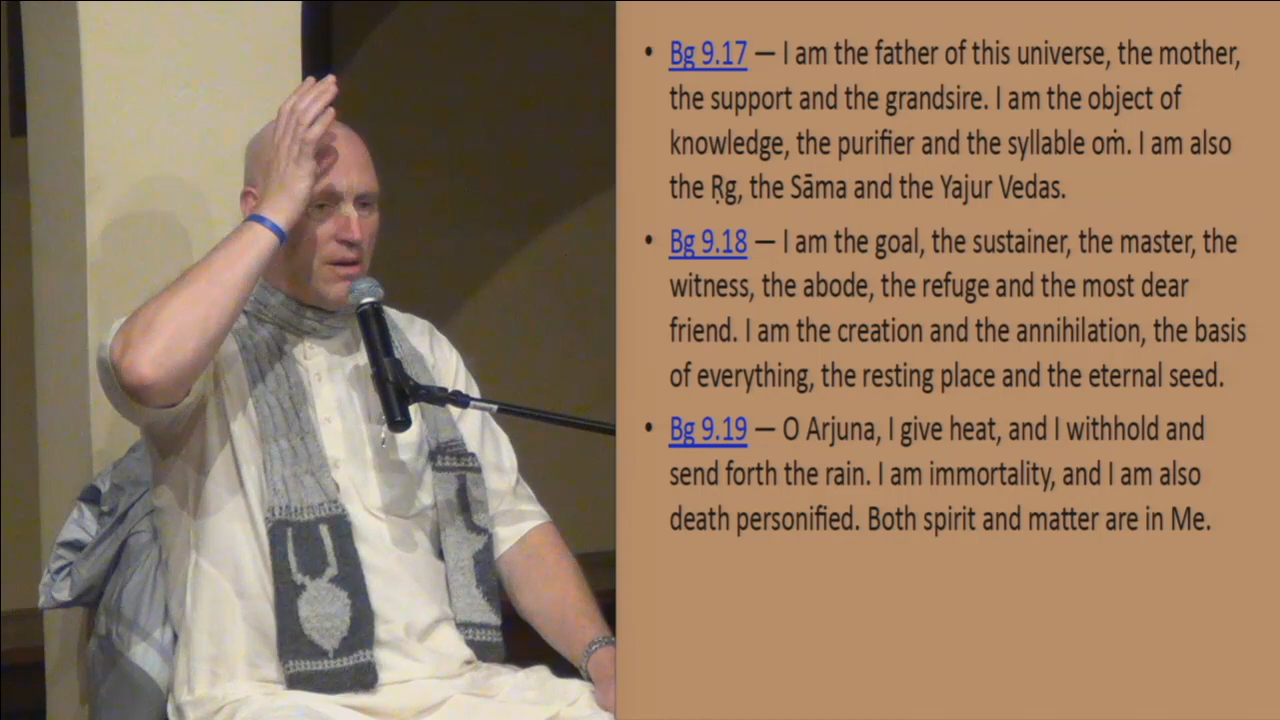 • Bg 9.17 — I am the father of this universe, the mother,
the support and the grandsire. I am the object of
knowledge, the purifier and the syllable oṁ. I am also
the Ṛg, the Sāma and the Yajur Vedas.
• Bg 9.18 — I am the goal, the sustainer, the master, the
witness, the abode, the refuge and the most dear
friend. I am the creation and the annihilation, the basis
of everything, the resting place and the eternal seed.
• Bg 9.19 — O Arjuna, I give heat, and I withhold and
send forth the rain. I am immortality, and I am also
death personified. Both spirit and matter are in Me.